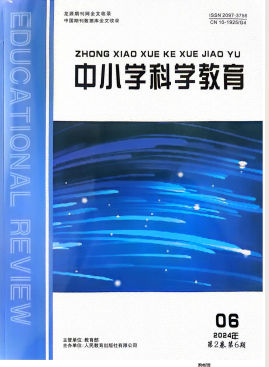 EDUCATIONAL REVIEW
龙源期刊网全文收录
中国期刊数据库全文收录
ISSN 2097-3756
CN 10-1925/G4
ZHONG XIAO XUE KE XUE JIAO YU
中小学科学教育
06
2024年
第2卷 第6期
主管单位: 教育部
主办单位: 人民教育出版社有限公司